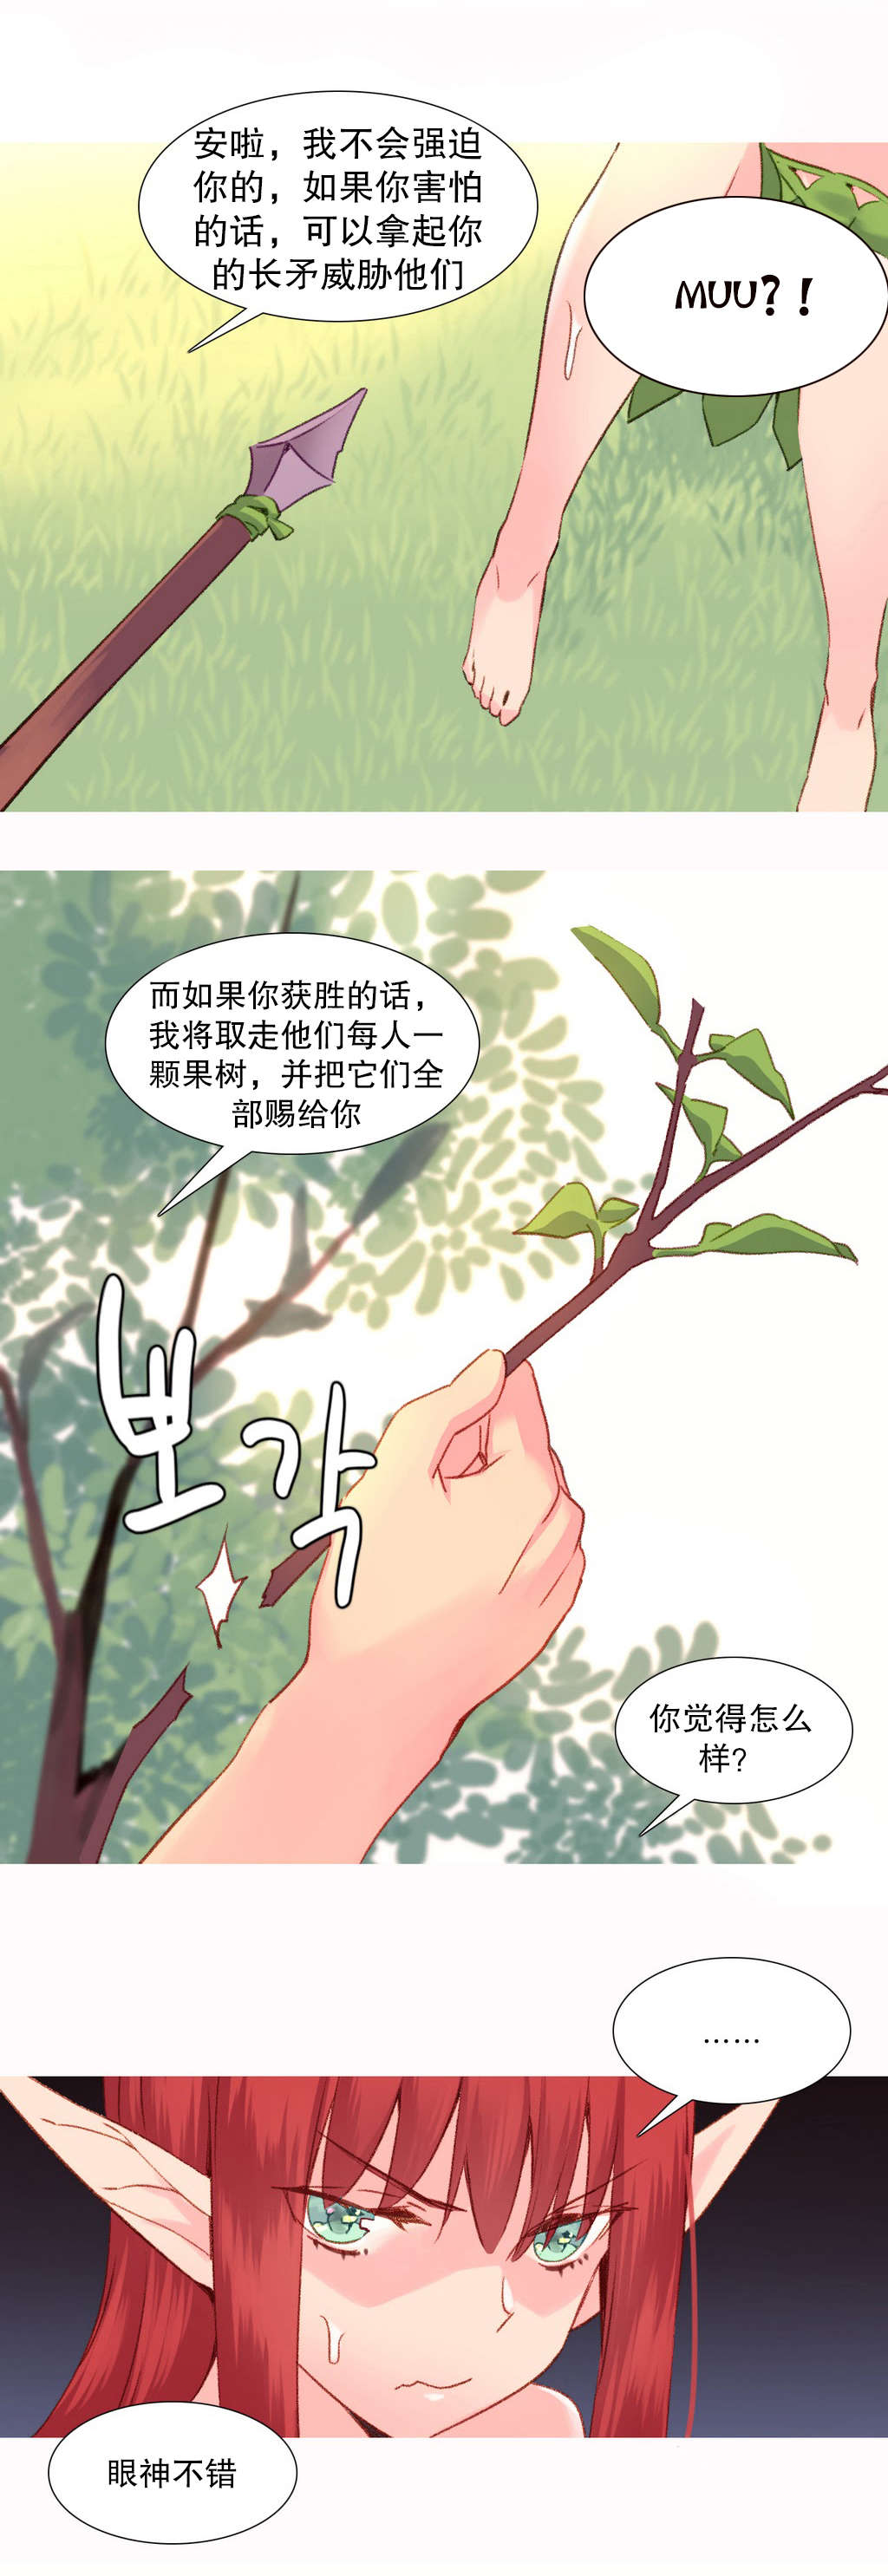 安啦，我不会强迫
你的，如果你害怕
的话，可以拿起你
的长矛威胁他们
MUU?!
而如果你获胜的话，
我将取走他们每人一
颗果树，并把它们全
部赐给你
보각
你觉得怎么
样?
……
眼神不错